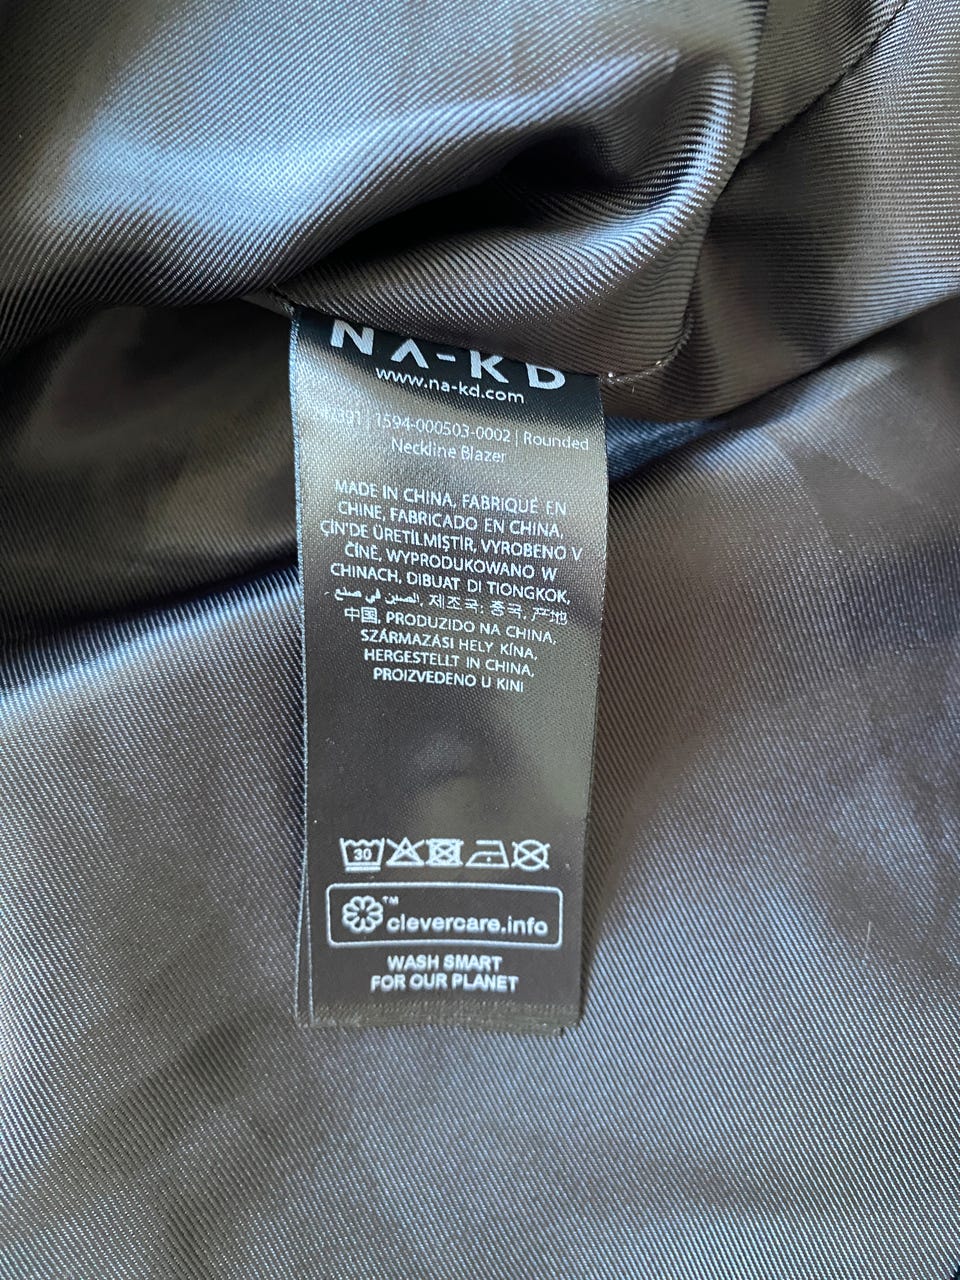 NA-KD
www.na-kd.com
1594-000503-0002 | Rounded
Neckline Blazer
MADE IN CHINA, FABRIQUÉ EN
CHINE, FABRICADO EN CHINA,
ÇİN'DE ÜRETİLMİŞTİR, VYROBENO V
ČÍNĚ, WYPRODUKOWANO W
CHINACH, DIBUAT DI TIONGKOK,
الصين في صنع, 제조국: 중국, 产地
中国, PRODUZIDO NA CHINA,
SZÁRMAZÁSI HELY KÍNA,
HERGESTELLT IN CHINA,
PROIZVEDENO U KINI
30
clevercare.info™
WASH SMART
FOR OUR PLANET